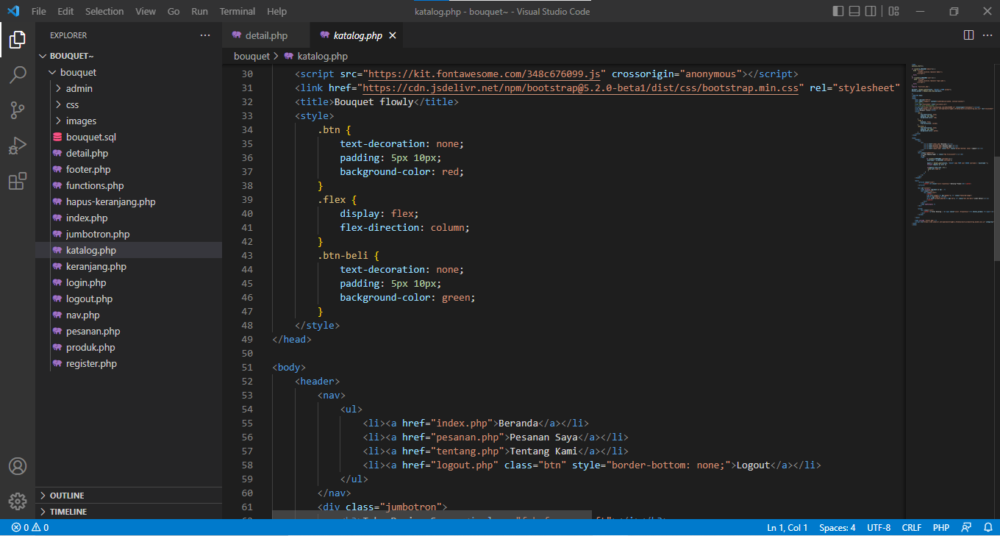 File Edit Selection View Go Run Terminal Help
katalog.php - bouquet~ - Visual Studio Code
EXPLORER
BOUQUET~
bouquet
admin
css
images
bouquet.sql
detail.php
footer.php
functions.php
hapus-keranjang.php
index.php
jumbotron.php
katalog.php
keranjang.php
login.php
logout.php
nav.php
pesanan.php
produk.php
register.php
OUTLINE
TIMELINE
detail.php katalog.php
bouquet > katalog.php
30 <script src="https://kit.fontawesome.com/348c676099.js" crossorigin="anonymous"></script>
31 <link href="https://cdn.jsdelivr.net/npm/bootstrap@5.2.0-beta1/dist/css/bootstrap.min.css" rel="stylesheet"
32 <title>Bouquet flowly</title>
33 <style>
34 .btn {
35 text-decoration: none;
36 padding: 5px 10px;
37 background-color: red;
38 }
39 .flex {
40 display: flex;
41 flex-direction: column;
42 }
43 .btn-beli {
44 text-decoration: none;
45 padding: 5px 10px;
46 background-color: green;
47 }
48 </style>
49 </head>
50
51 <body>
52 <header>
53 <nav>
54 <ul>
55 <li><a href="index.php">Beranda</a></li>
56 <li><a href="pesanan.php">Pesanan Saya</a></li>
57 <li><a href="tentang.php">Tentang Kami</a></li>
58 <li><a href="logout.php" class="btn" style="border-bottom: none;">Logout</a></li>
59 </ul>
60 </nav>
61 <div class="jumbotron">
0 0 Ln 1, Col 1 Spaces: 4 UTF-8 CRLF PHP